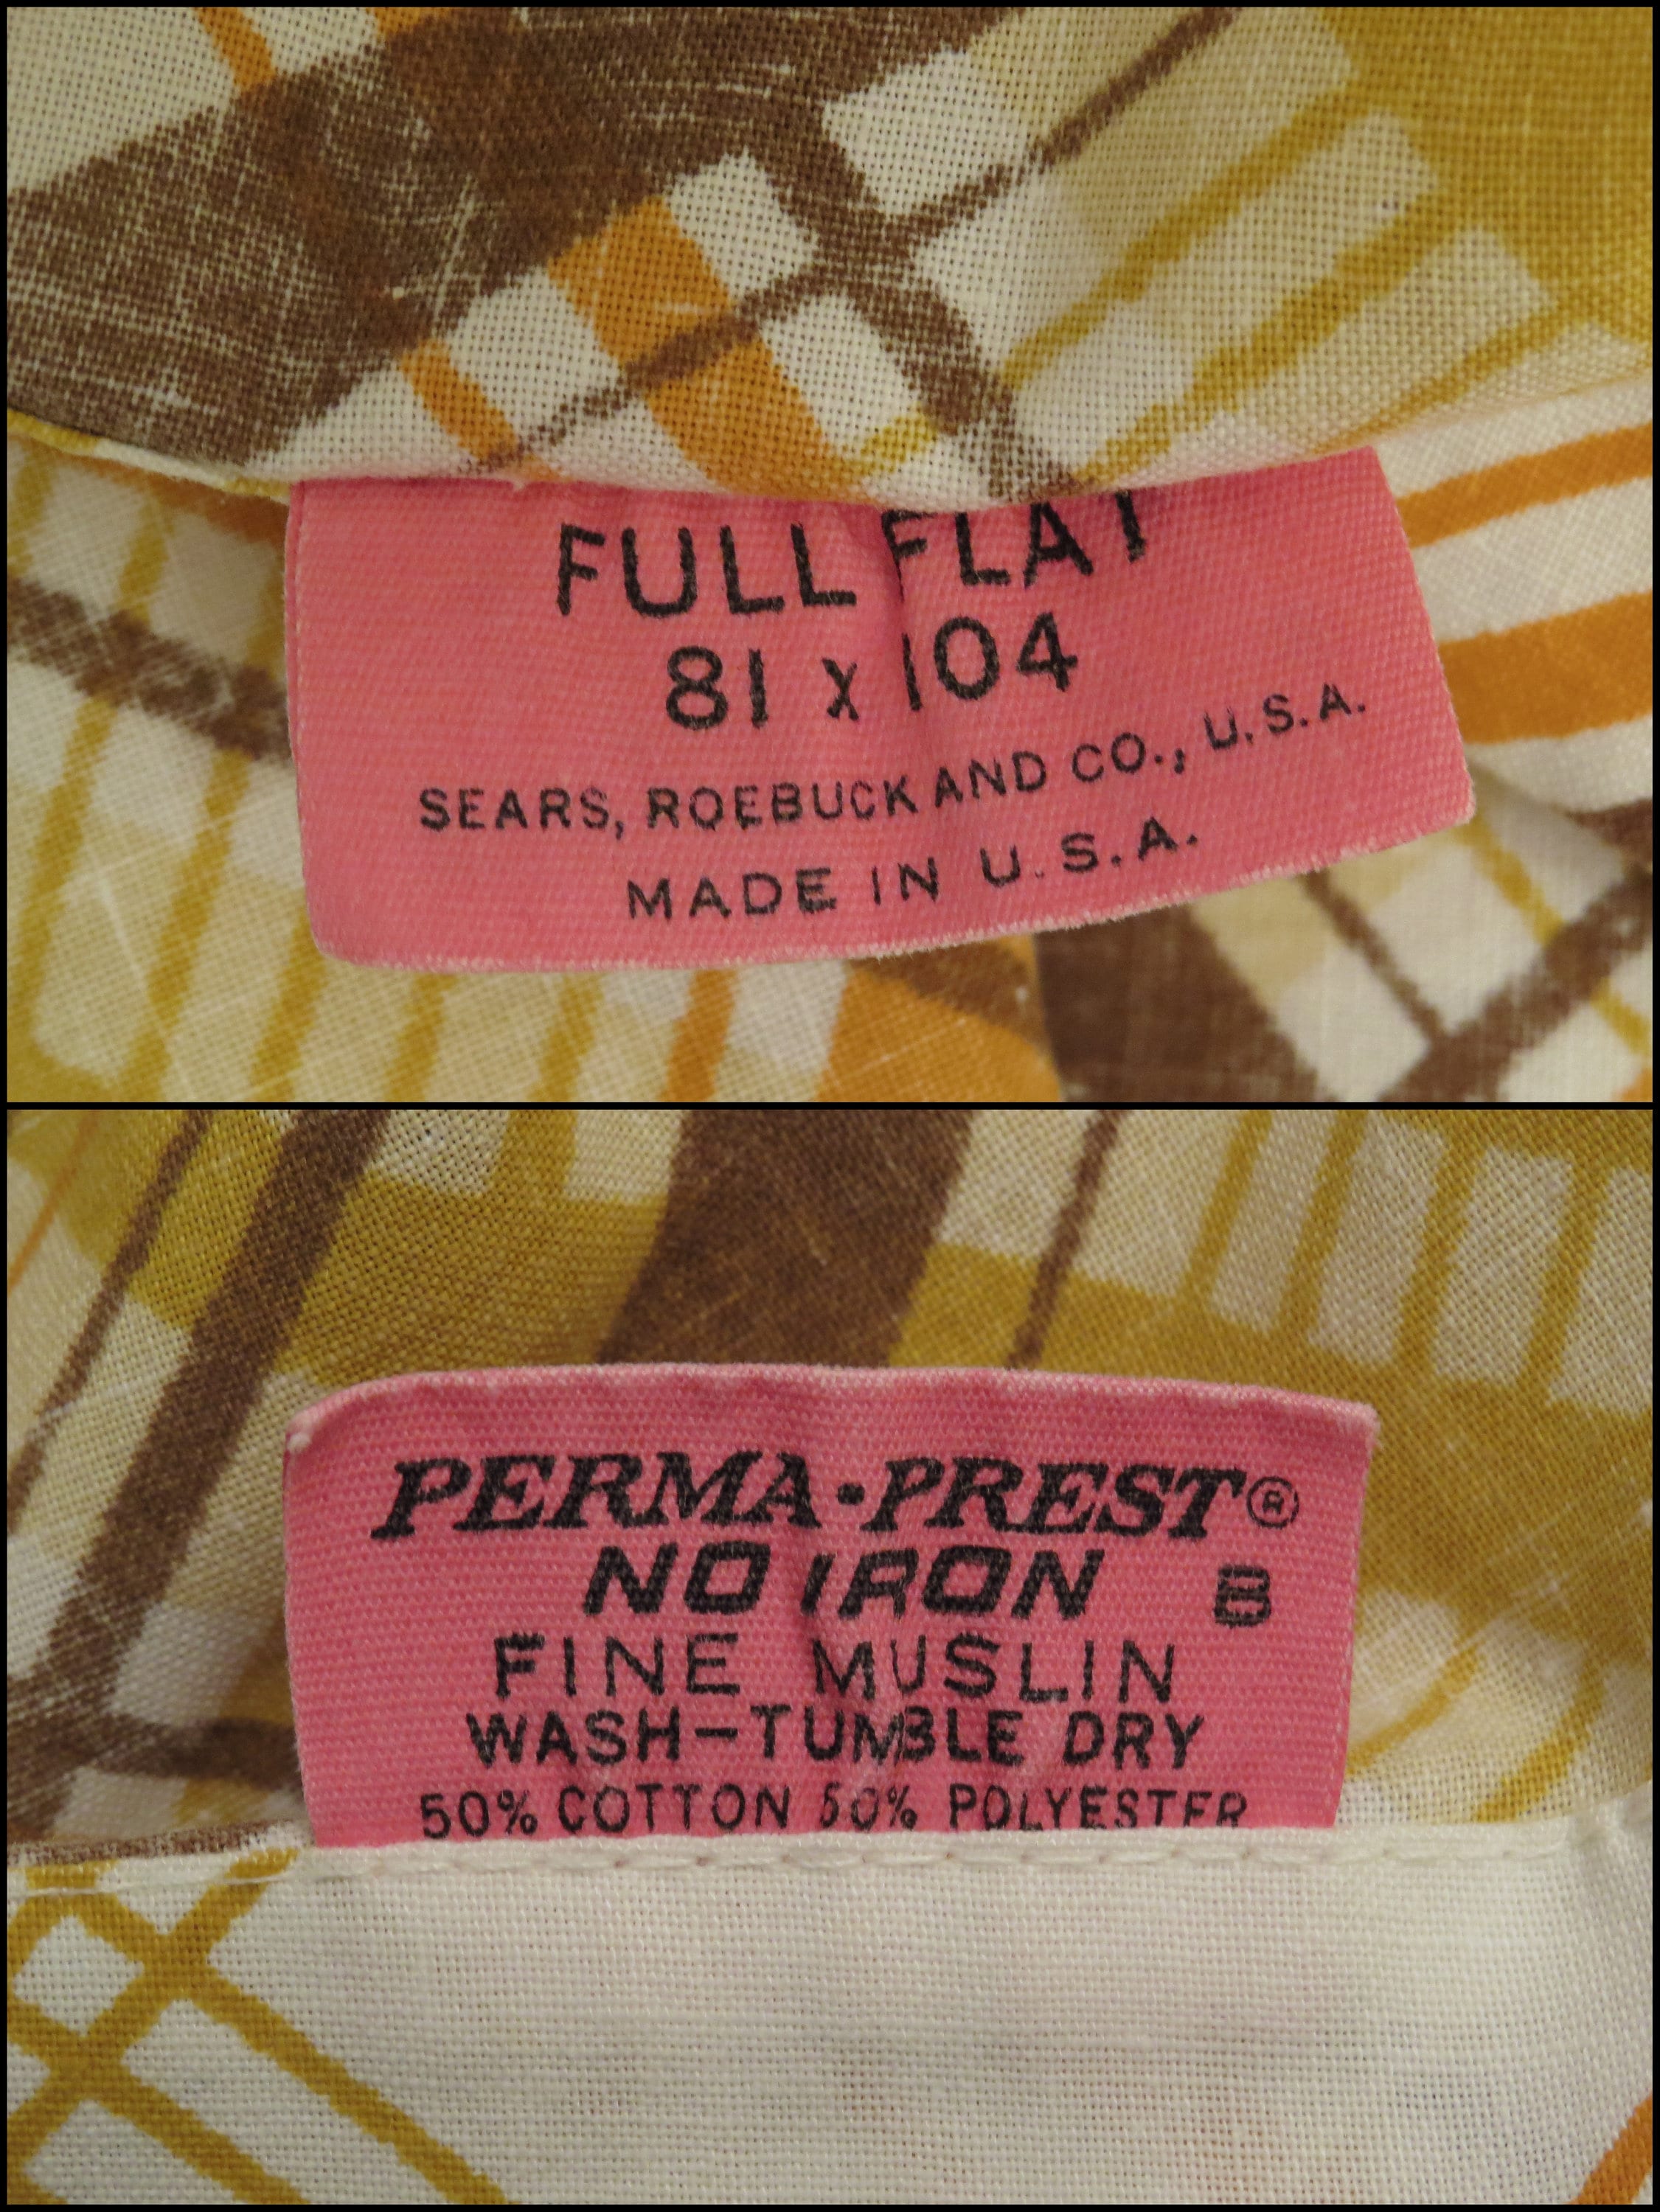 FULL FLAT
81 x 104
SEARS, ROEBUCK AND CO., U.S.A.
MADE IN U.S.A.
PERMA-PREST®
NO IRON 8
FINE MUSLIN
WASH-TUMBLE DRY
50% COTTON 50% POLYESTER